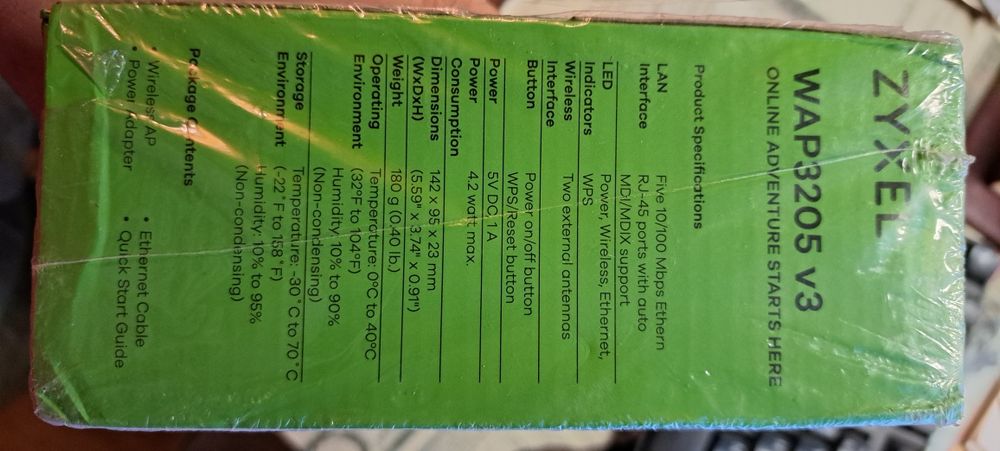 ZYXEL
WAP3205 v3
ONLINE ADVENTURE STARTS HERE
Product Specifications
LAN Interface
Five 10/100 Mbps Ethern
RJ-45 ports with auto
MDI/MDIX support
LED Indicators
Power, Wireless, Ethernet,
WPS
Wireless Interface
Two external antennas
Button
Power on/off button
WPS/Reset button
Power
5V DC, 1A
Power Consumption
4.2 watt max.
Dimensions (WxDxH)
142 x 95 x 23 mm
(5.59" x 3.74" x 0.91")
Weight
180 g (0.40 lb.)
Operating Environment
Temperature: 0°C to 40°C
(32°F to 104°F)
Humidity: 10% to 90%
(Non-condensing)
Storage Environment
Temperature: -30°C to 70°C
(-22°F to 158°F)
Humidity: 10% to 95%
(Non-condensing)
Package Contents
• Wireless AP
• Power Adapter
• Ethernet Cable
• Quick Start Guide